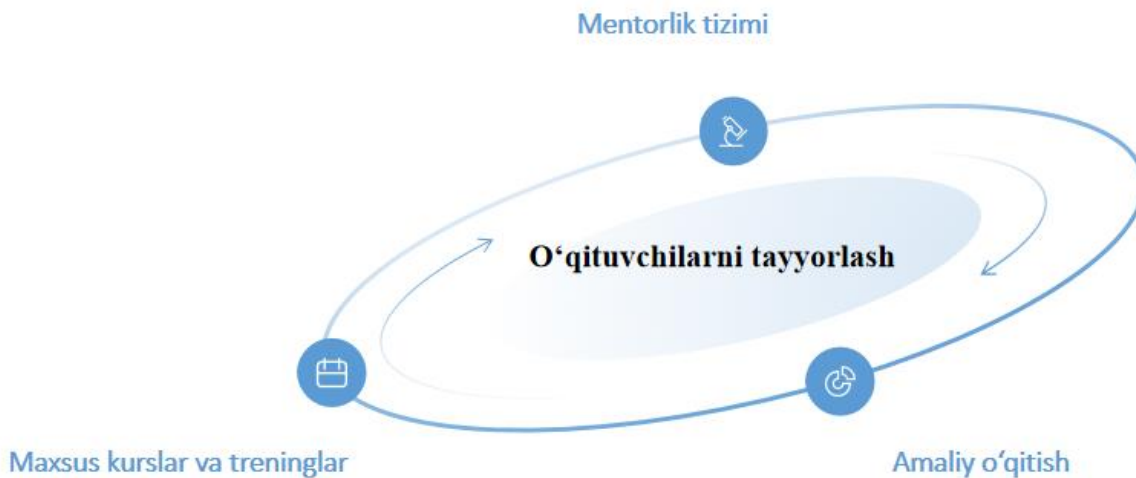 Mentorlik tizimi
O‘qituvchilarni tayyorlash
Maxsus kurslar va treninglar
Amaliy o‘qitish